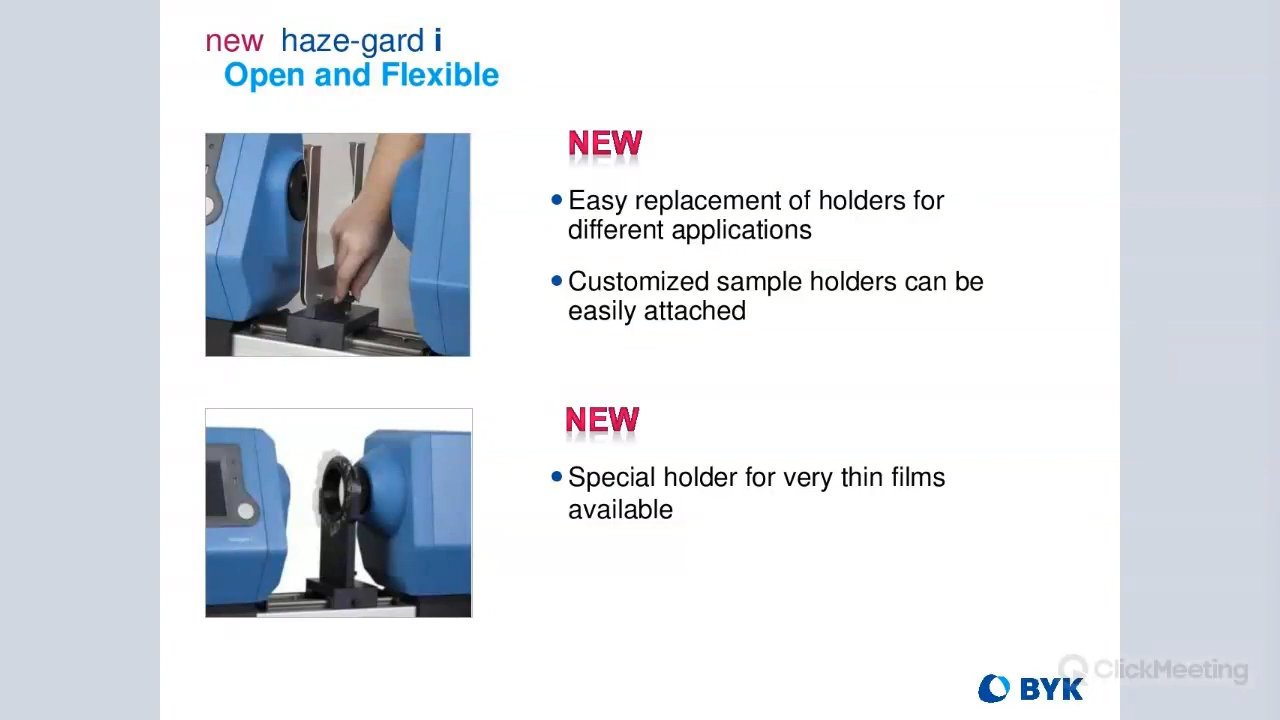 new haze-gard i
Open and Flexible
NEW
Easy replacement of holders for
different applications
Customized sample holders can be
easily attached
NEW
Special holder for very thin films
available
ClickMeeting
BYK